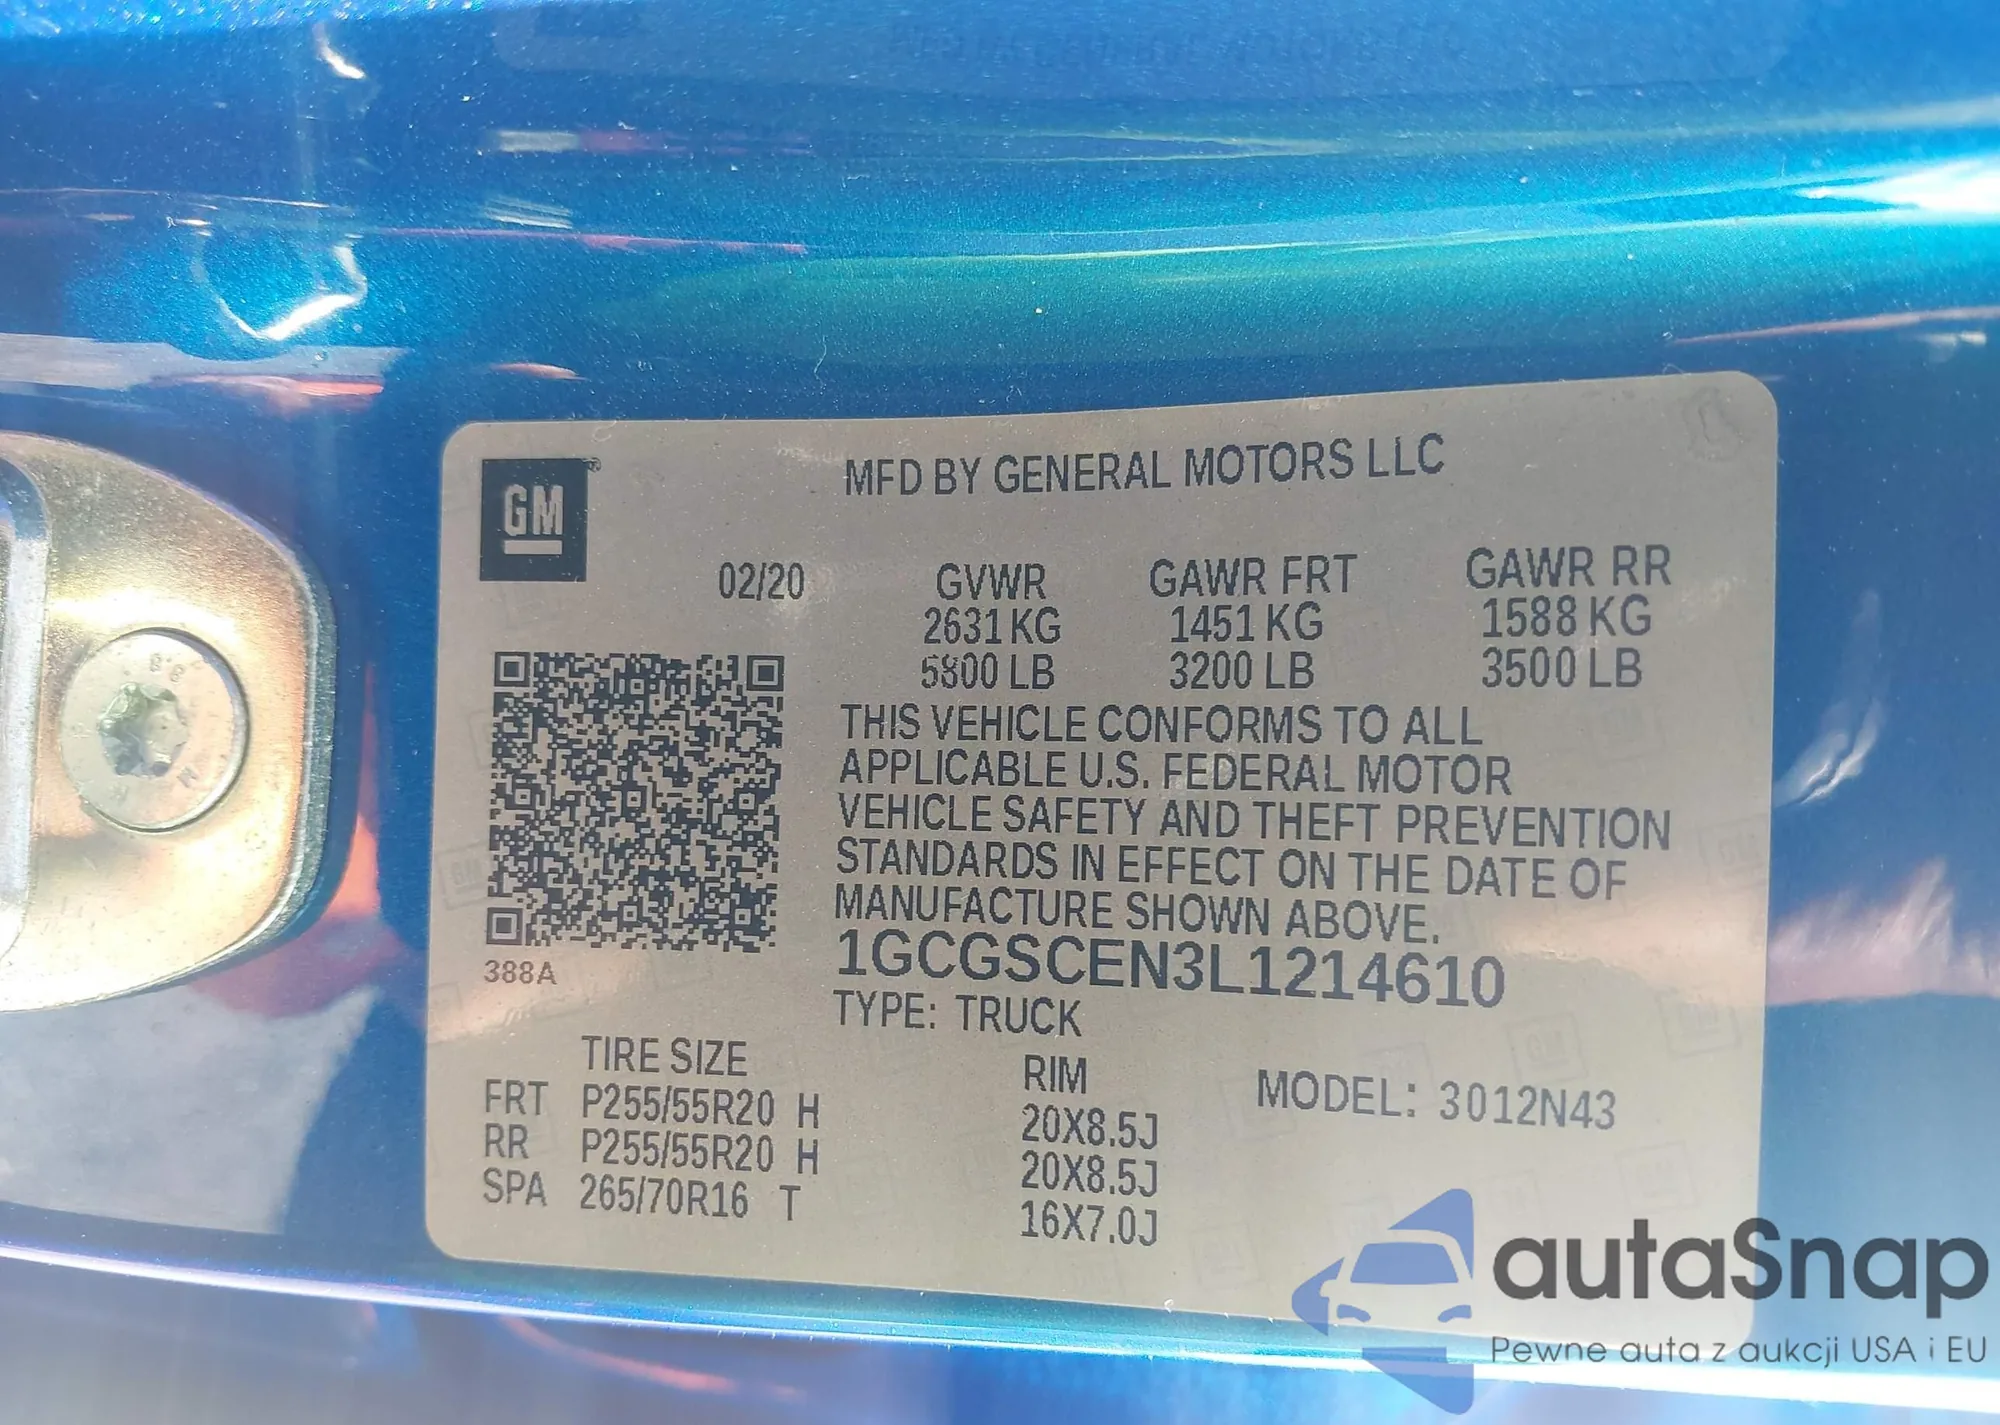 MFD BY GENERAL MOTORS LLC
GM
02/20 GVWR GAWR FRT GAWR RR
2631 KG 1451 KG 1588 KG
5800 LB 3200 LB 3500 LB
THIS VEHICLE CONFORMS TO ALL
APPLICABLE U.S. FEDERAL MOTOR
VEHICLE SAFETY AND THEFT PREVENTION
STANDARDS IN EFFECT ON THE DATE OF
MANUFACTURE SHOWN ABOVE.
388A
1GCGSCEN3L1214610
TYPE: TRUCK
TIRE SIZE RIM
FRT P255/55R20 H 20X8.5J
RR P255/55R20 H 20X8.5J
SPA 265/70R16 T 16X7.0J
MODEL: 3012N43
8.8
autaSnap
Pewne auta z aukcji USA i EU